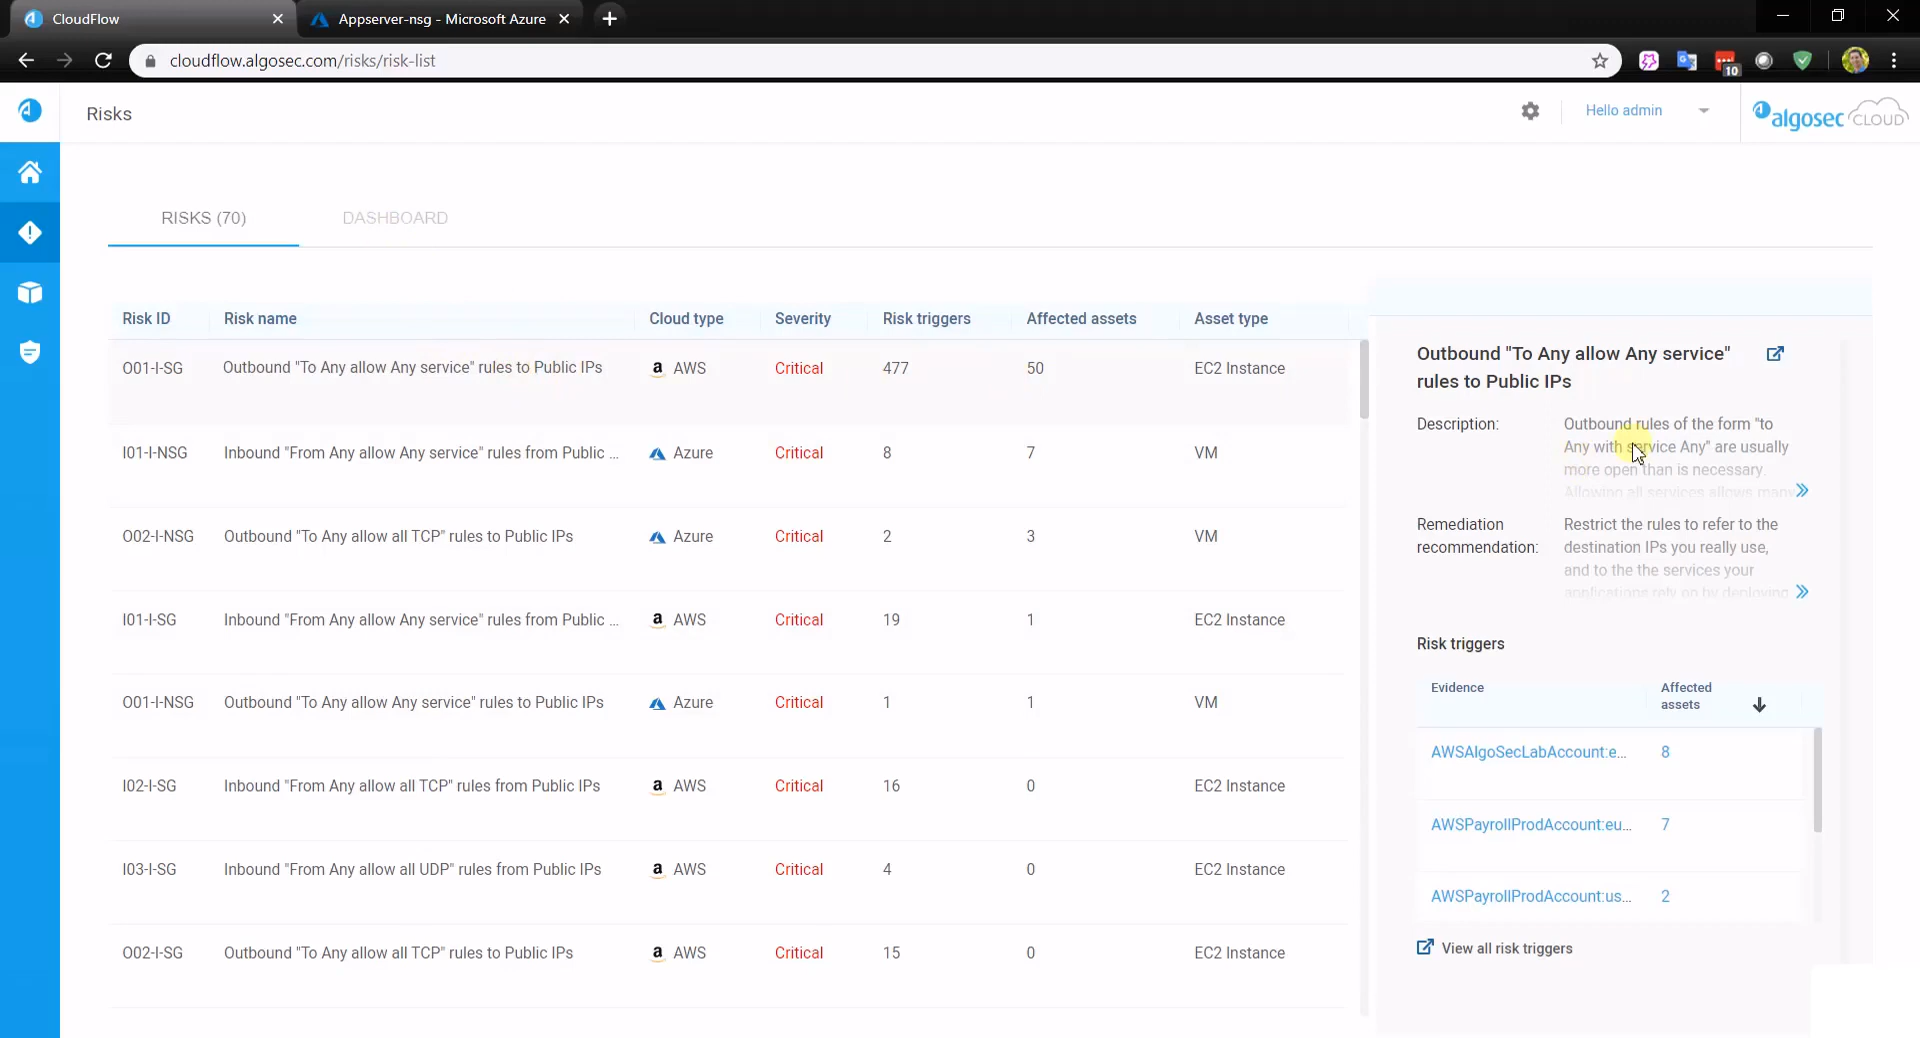 CloudFlow
Appserver-nsg - Microsoft Azure
cloudflow.algosec.com/risks/risk-list
10
Risks
Hello admin
algosec CLOUD
RISKS (70)
DASHBOARD
Risk ID Risk name Cloud type Severity Risk triggers Affected assets Asset type
O01-I-SG Outbound "To Any allow Any service" rules to Public IPs a AWS Critical 477 50 EC2 Instance
I01-I-NSG Inbound "From Any allow Any service" rules from Public ... Azure Critical 8 7 VM
O02-I-NSG Outbound "To Any allow all TCP" rules to Public IPs Azure Critical 2 3 VM
I01-I-SG Inbound "From Any allow Any service" rules from Public ... a AWS Critical 19 1 EC2 Instance
O01-I-NSG Outbound "To Any allow Any service" rules to Public IPs Azure Critical 1 1 VM
I02-I-SG Inbound "From Any allow all TCP" rules from Public IPs a AWS Critical 16 0 EC2 Instance
I03-I-SG Inbound "From Any allow all UDP" rules from Public IPs a AWS Critical 4 0 EC2 Instance
O02-I-SG Outbound "To Any allow all TCP" rules to Public IPs a AWS Critical 15 0 EC2 Instance
Outbound "To Any allow Any service"
rules to Public IPs
Description:
Outbound rules of the form "to
Any with service Any" are usually
more open than is necessary.
Allowing all services allows many
Remediation
recommendation:
Restrict the rules to refer to the
destination IPs you really use,
and to the the services your
applications rely on by deploying
Risk triggers
Evidence
Affected
assets
AWSAlgoSecLabAccount:e... 8
AWSPayrollProdAccount:eu... 7
AWSPayrollProdAccount:us... 2
View all risk triggers